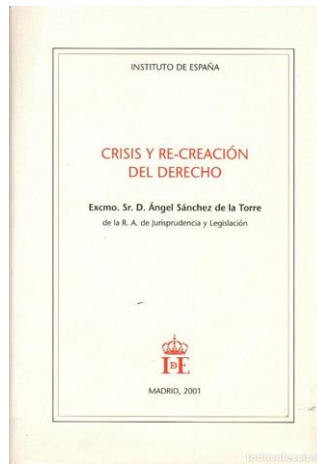 INSTITUTO DE ESPAÑA
CRISIS Y RE-CREACIÓN
DEL DERECHO
Excmo. Sr. D. Ángel Sánchez de la Torre
de la R. A. de Jurisprudencia y Legislación
IDE
MADRID, 2001
todocoleccion